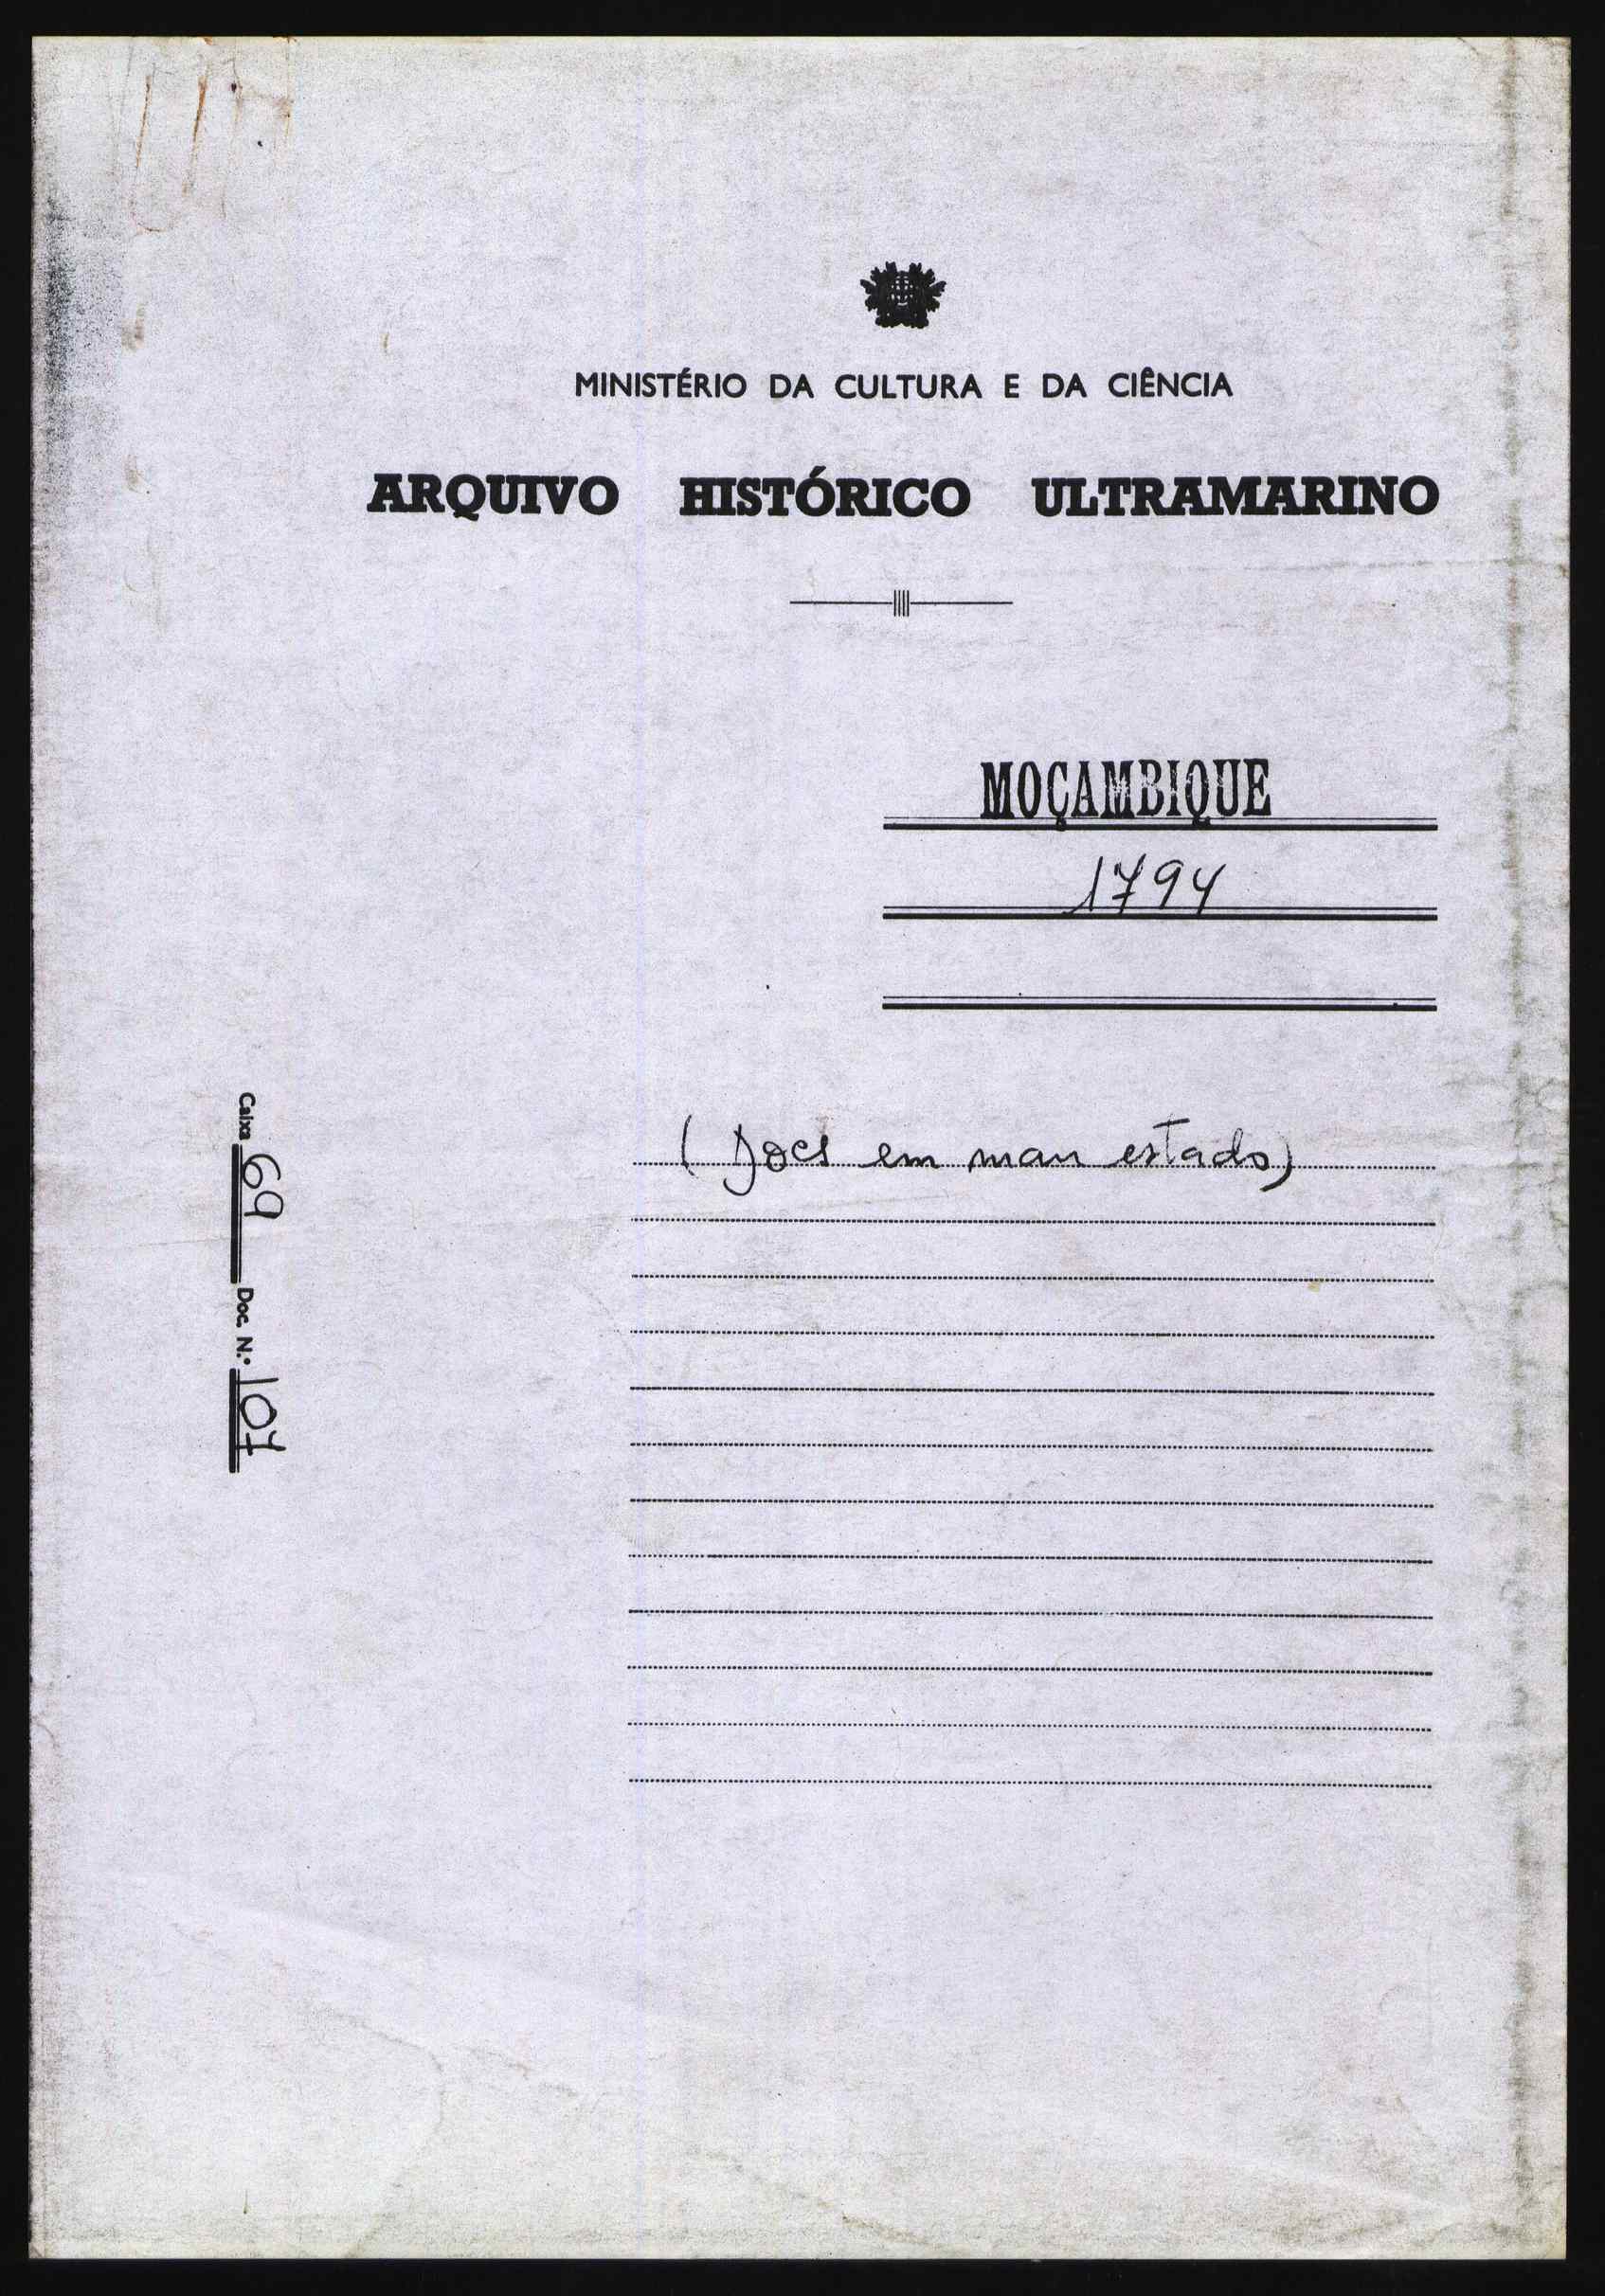 MINISTÉRIO DA CULTURA E DA CIÊNCIA
ARQUIVO HISTÓRICO ULTRAMARINO
MOÇAMBIQUE
1794
(Docs em mau estado)
Caixa 69 Doc. N.º 107